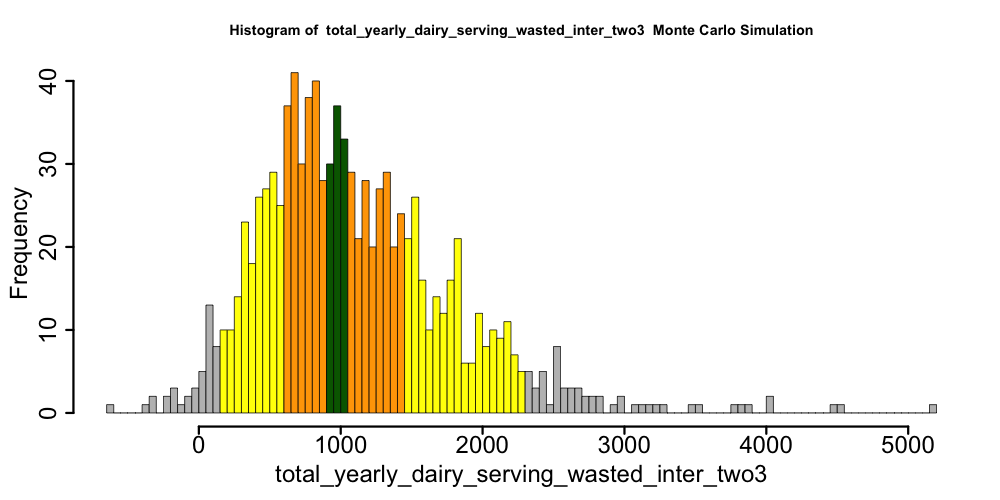 Histogram of  total_yearly_dairy_serving_wasted_inter_two3  Monte Carlo Simulation
Frequency
40
30
20
10
0
0 1000 2000 3000 4000 5000
total_yearly_dairy_serving_wasted_inter_two3